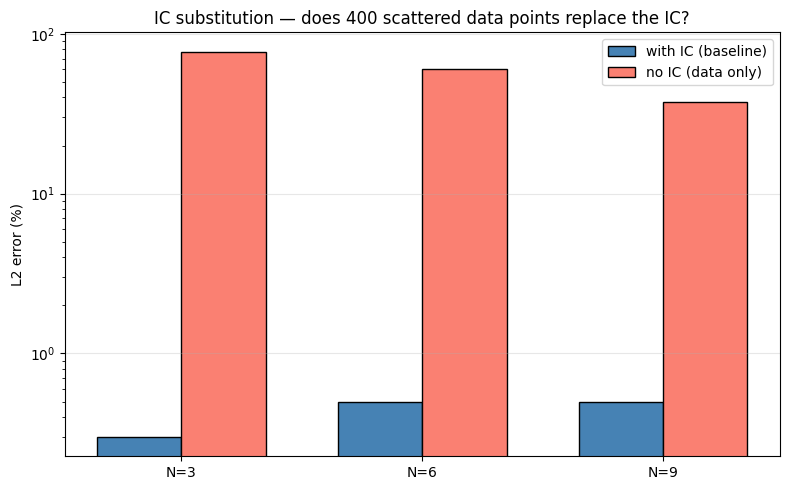 IC substitution — does 400 scattered data points replace the IC?
with IC (baseline)
no IC (data only)
L2 error (%)
10²
10¹
10⁰
N=3
N=6
N=9